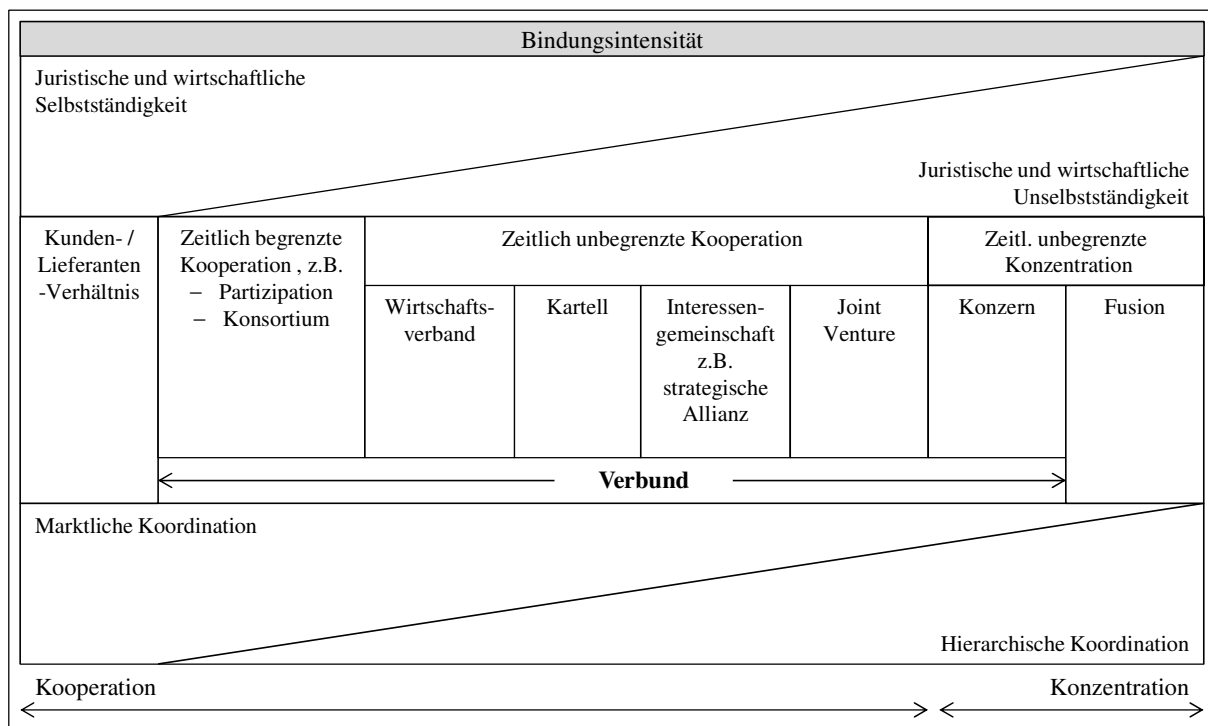 Bindungsintensität
Juristische und wirtschaftliche
Selbstständigkeit
Juristische und wirtschaftliche
Unselbstständigkeit
Kunden- /
Lieferanten
-Verhältnis
Zeitlich begrenzte
Kooperation , z.B.
– Partizipation
– Konsortium
Zeitlich unbegrenzte Kooperation
Wirtschafts-
verband
Kartell
Interessen-
gemeinschaft
z.B.
strategische
Allianz
Joint
Venture
Zeitl. unbegrenzte
Konzentration
Konzern
Fusion
Verbund
Marktliche Koordination
Hierarchische Koordination
Kooperation
Konzentration